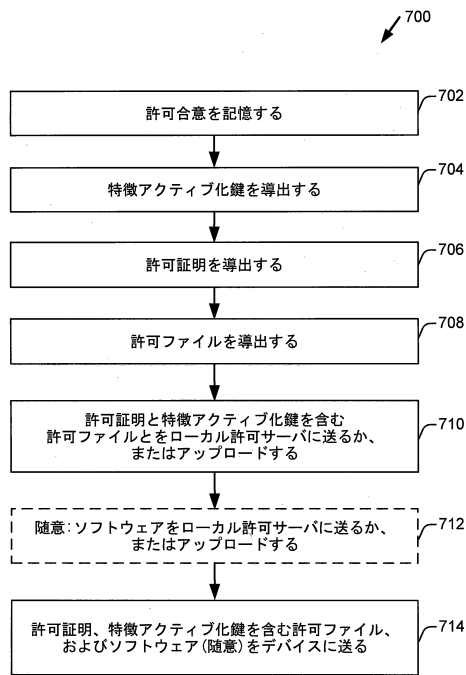 700
702
許可合意を記憶する
704
特徴アクティブ化鍵を導出する
706
許可証明を導出する
708
許可ファイルを導出する
710
許可証明と特徴アクティブ化鍵を含む
許可ファイルとをローカル許可サーバに送るか、
またはアップロードする
712
随意:ソフトウェアをローカル許可サーバに送るか、
またはアップロードする
714
許可証明、特徴アクティブ化鍵を含む許可ファイル、
およびソフトウェア(随意)をデバイスに送る